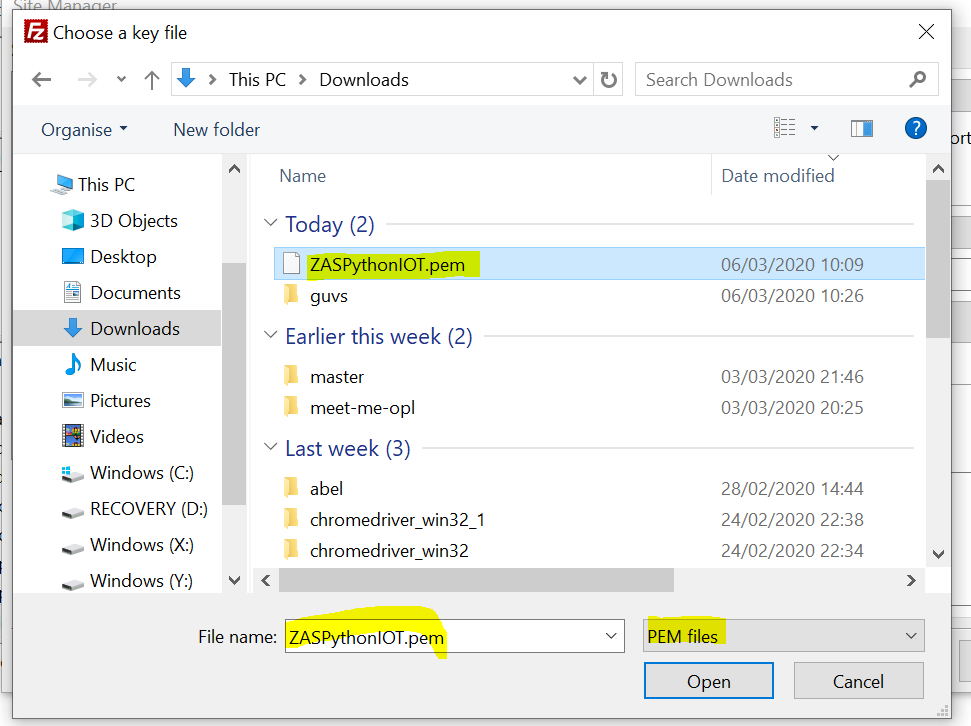 Site Manager
Fz Choose a key file
This PC > Downloads
Search Downloads
Organise
New folder
?
ort
Name
Date modified
This PC
3D Objects
Desktop
Documents
Downloads
Music
Pictures
Videos
Windows (C:)
RECOVERY (D:)
Windows (X:)
Windows (Y:)
Today (2)
ZASPythonIOT.pem 06/03/2020 10:09
guvs 06/03/2020 10:26
Earlier this week (2)
master 03/03/2020 21:46
meet-me-opl 03/03/2020 20:25
Last week (3)
abel 28/02/2020 14:44
chromedriver_win32_1 24/02/2020 22:38
chromedriver_win32 24/02/2020 22:34
File name: ZASPythonIOT.pem
PEM files
Open
Cancel